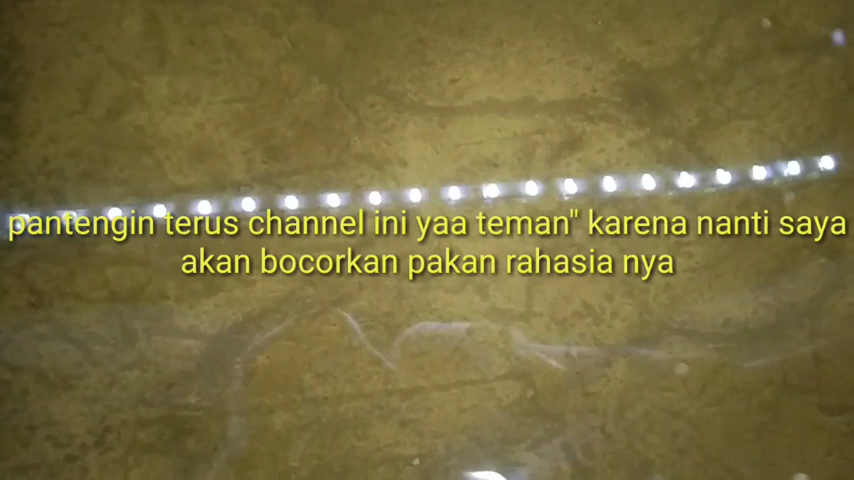 pantengin terus channel ini yaa teman" karena nanti saya
akan bocorkan pakan rahasia nya